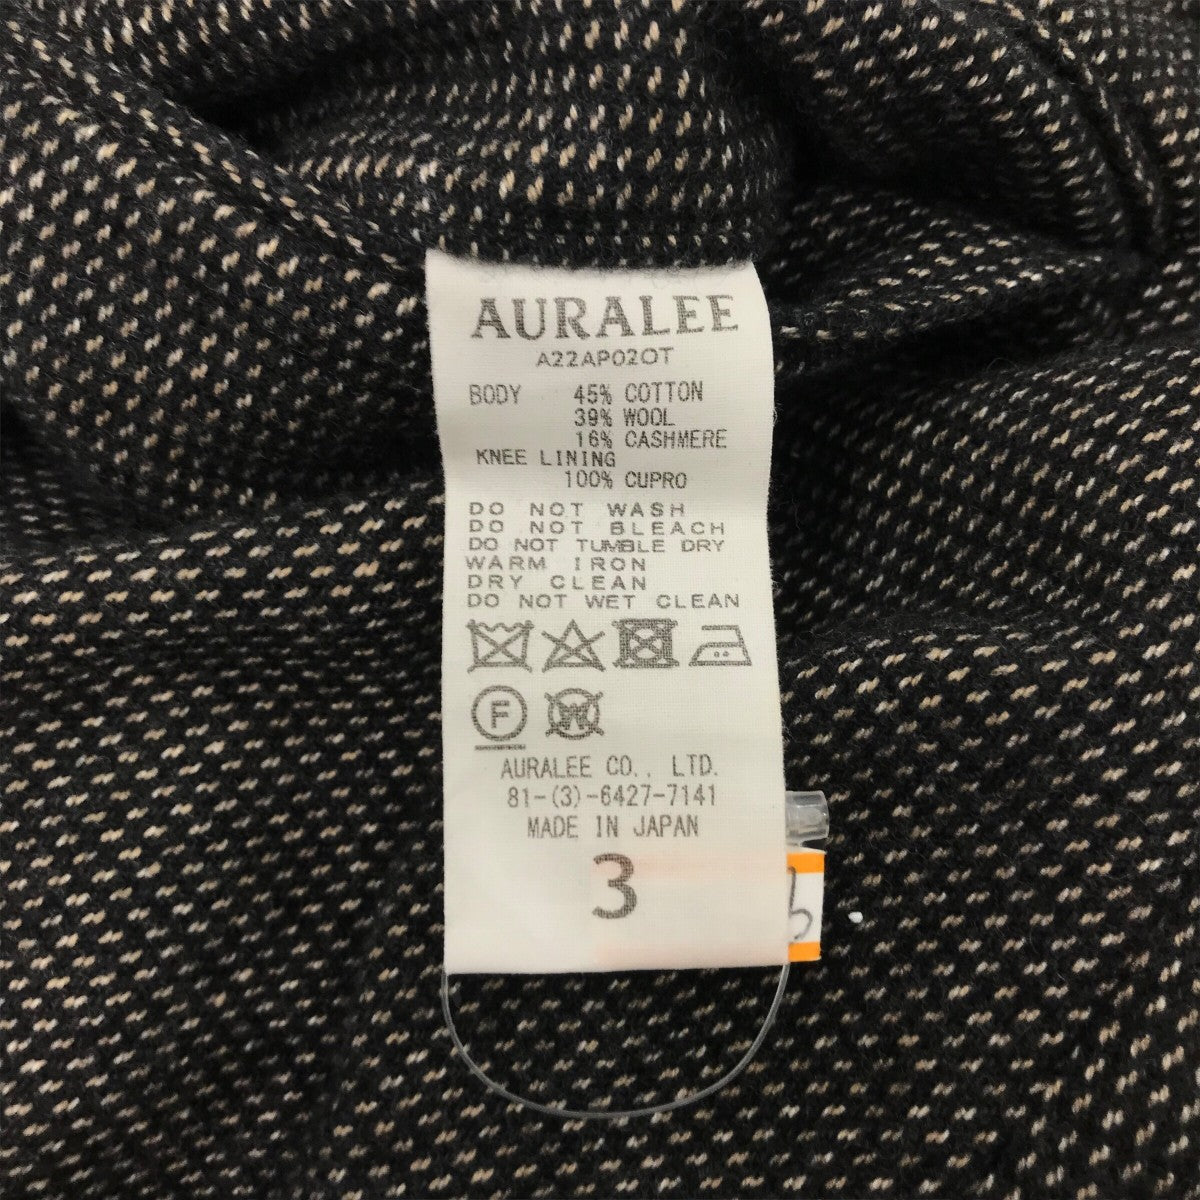 AURALEE
A22AP02OT
BODY 45% COTTON
39% WOOL
16% CASHMERE
KNEE LINING
100% CUPRO
DO NOT WASH
DO NOT BLEACH
DO NOT TUMBLE DRY
WARM IRON
DRY CLEAN
DO NOT WET CLEAN
F W
AURALEE CO., LTD.
81-(3)-6427-7141
MADE IN JAPAN
3